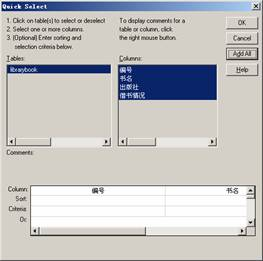 Quick Select
1. Click on table(s) to select or deselect
2. Select one or more columns.
3. (Optional) Enter sorting and
selection criteria below.
To display comments for a
table or column, click
the right mouse button.
OK
Cancel
Add All
Help
Tables:
librarybook
Columns:
编号
书名
出版社
借书情况
Comments:
Column: 编号 书名
Sort:
Criteria:
Or: